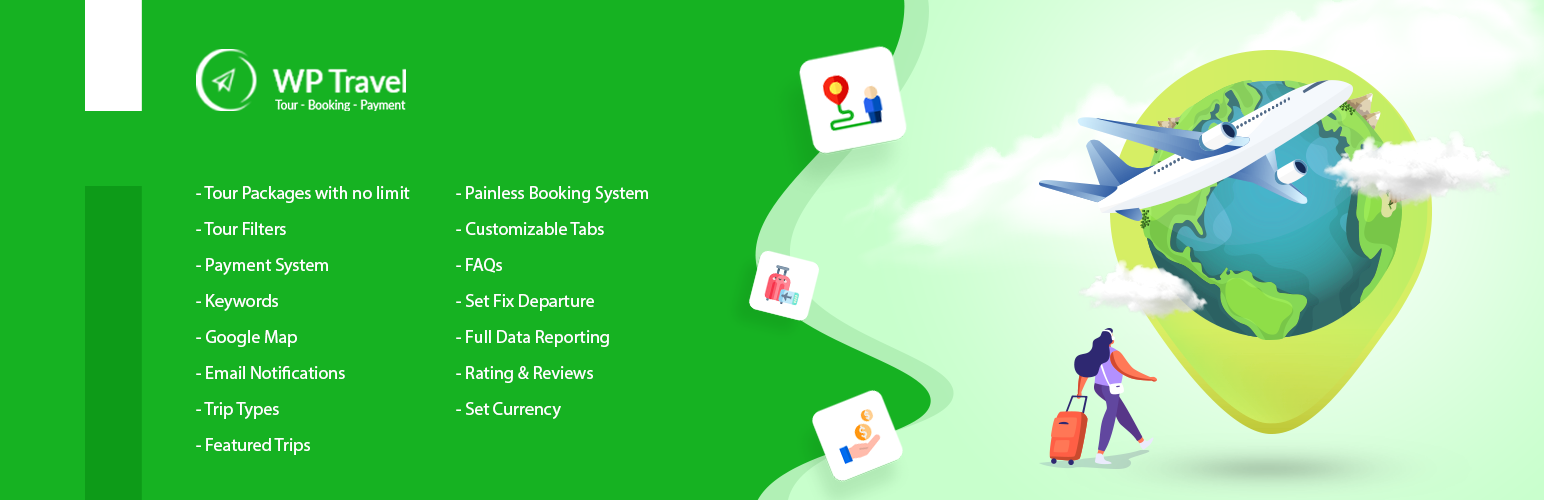 WP Travel
Tour - Booking - Payment
- Tour Packages with no limit
- Tour Filters
- Payment System
- Keywords
- Google Map
- Email Notifications
- Trip Types
- Featured Trips
- Painless Booking System
- Customizable Tabs
- FAQs
- Set Fix Departure
- Full Data Reporting
- Rating & Reviews
- Set Currency